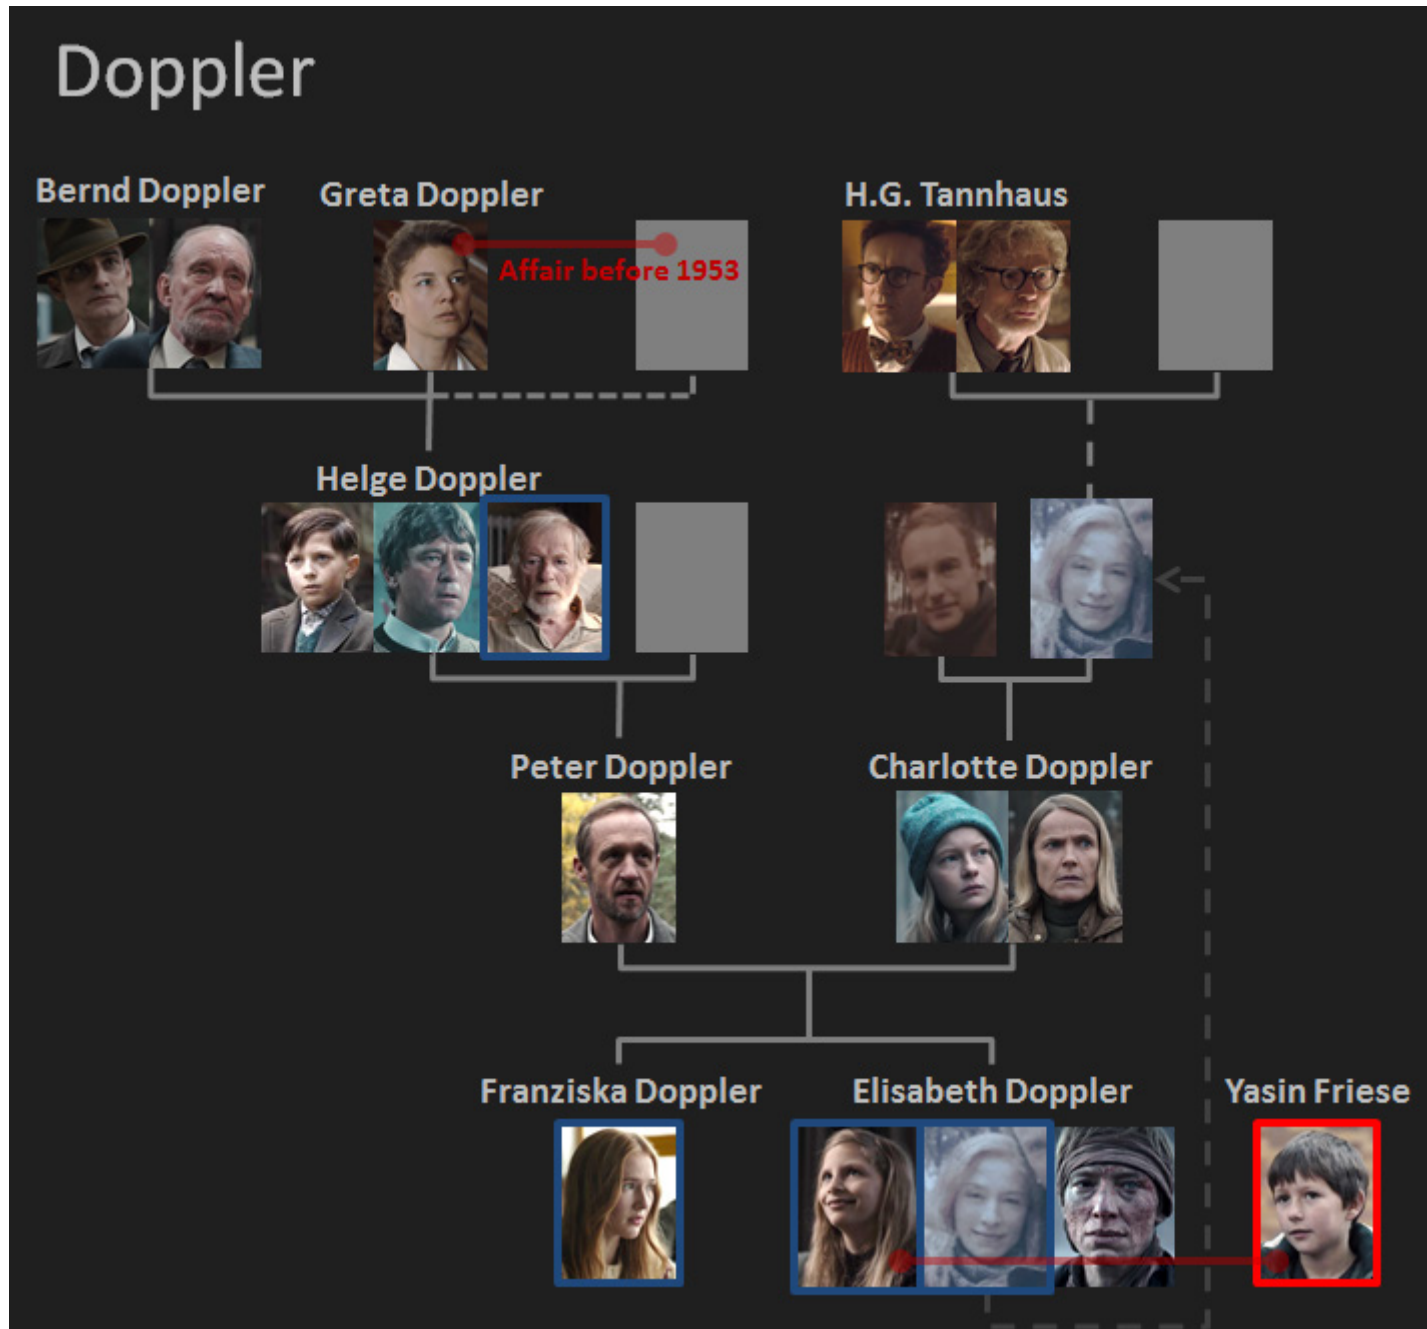 Doppler
Bernd Doppler
Greta Doppler
H.G. Tannhaus
Affair before 1953
Helge Doppler
Peter Doppler
Charlotte Doppler
Franziska Doppler
Elisabeth Doppler
Yasin Friese